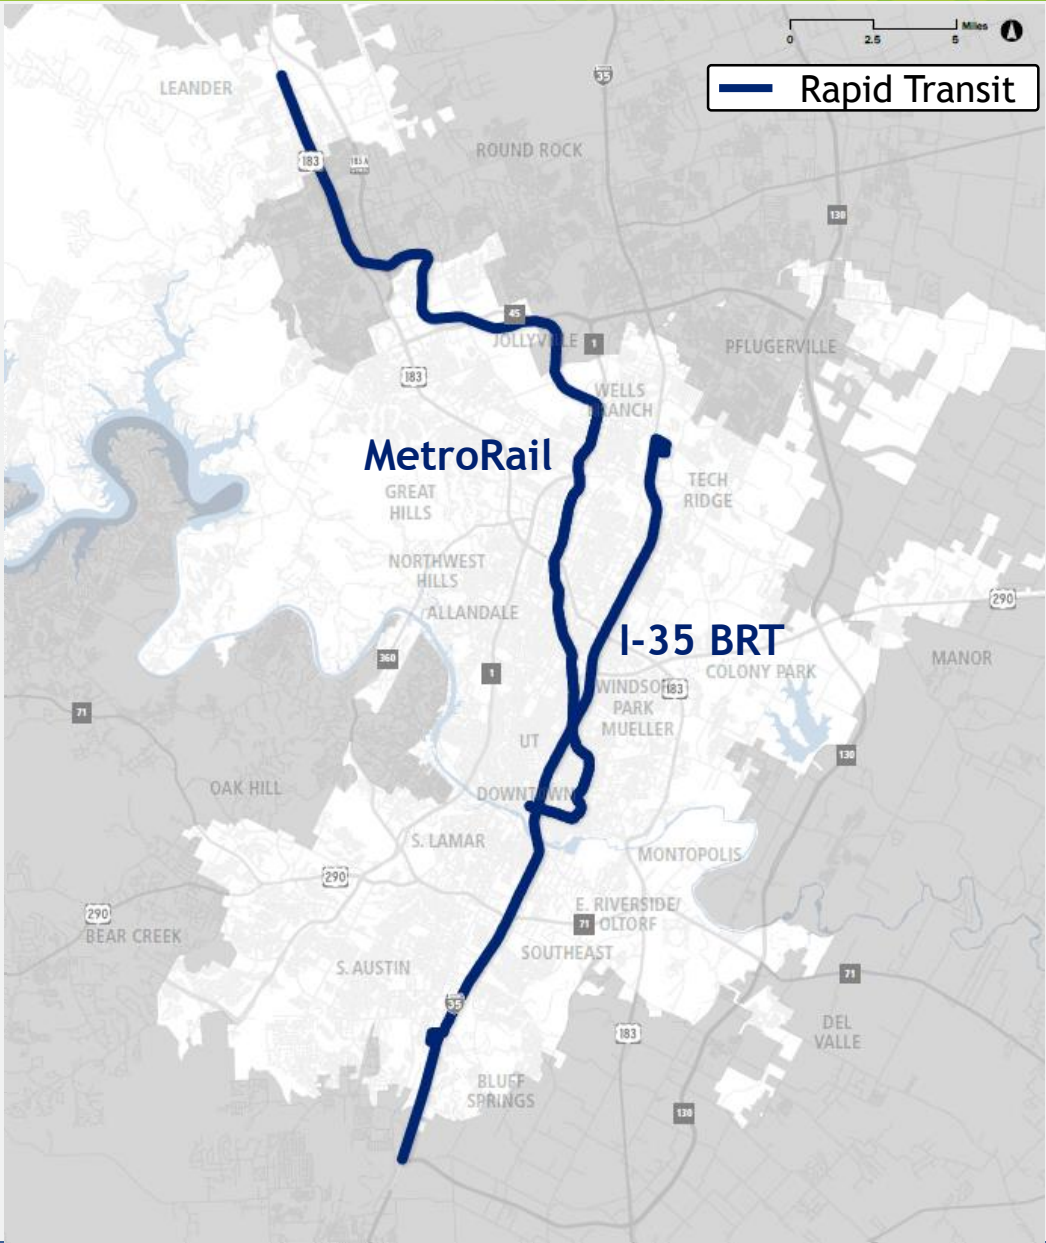 Miles
0 2.5 5
Rapid Transit
35
LEANDER
ROUND ROCK
183
183 A
130
45
JOLLYVILLE
1
PFLUGERVILLE
183
WELLS
BRANCH
MetroRail
TECH
RIDGE
GREAT
HILLS
NORTHWEST
HILLS
290
ALLANDALE
I-35 BRT
360
MANOR
1
COLONY PARK
WINDSOR
183
PARK
MUELLER
71
UT
130
OAK HILL
DOWNTOWN
S. LAMAR
MONTOPOLIS
290
E. RIVERSIDE/
OLTORF
71
290
BEAR CREEK
SOUTHEAST
S. AUSTIN
71
35
183
DEL
VALLE
BLUFF
SPRINGS
130